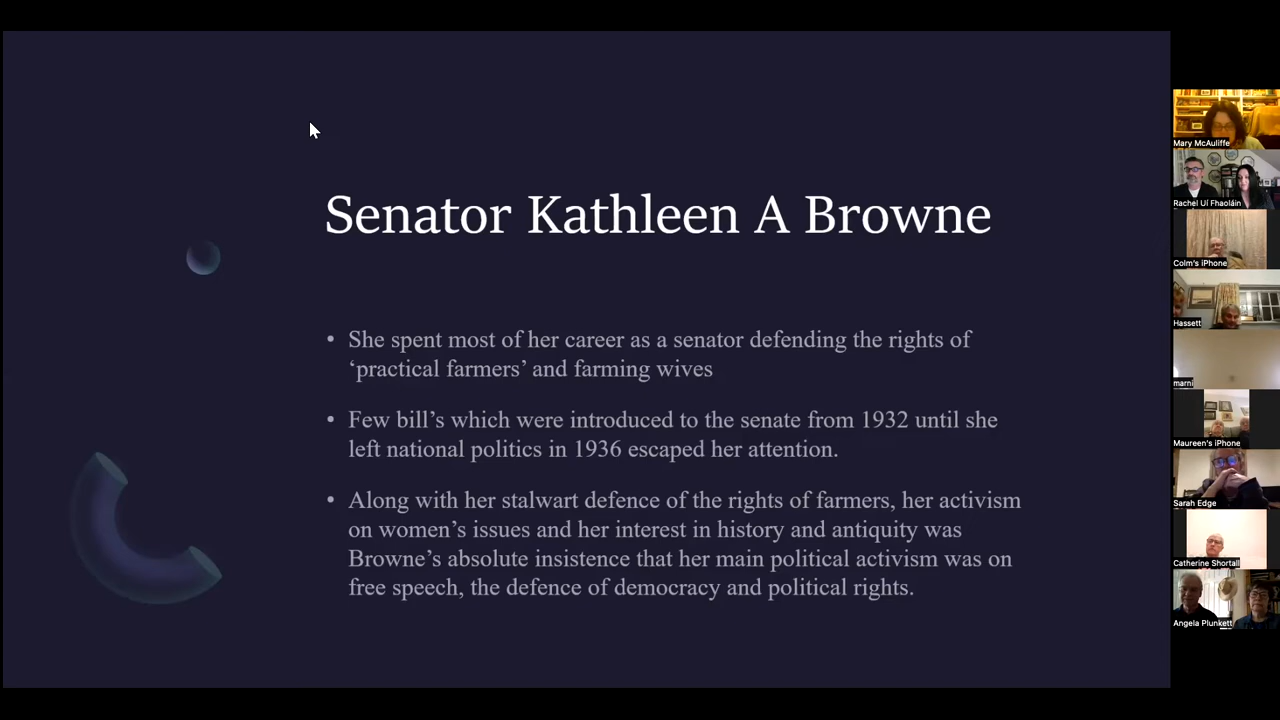 Senator Kathleen A Browne
• She spent most of her career as a senator defending the rights of
‘practical farmers’ and farming wives
• Few bill’s which were introduced to the senate from 1932 until she
left national politics in 1936 escaped her attention.
• Along with her stalwart defence of the rights of farmers, her activism
on women’s issues and her interest in history and antiquity was
Browne’s absolute insistence that her main political activism was on
free speech, the defence of democracy and political rights.
Mary McAuliffe
Rachel Uí Fhaoláin
Colm's iPhone
Hassett
marni
Maureen's iPhone
Sarah Edge
Catherine Shortall
Angela Plunkett